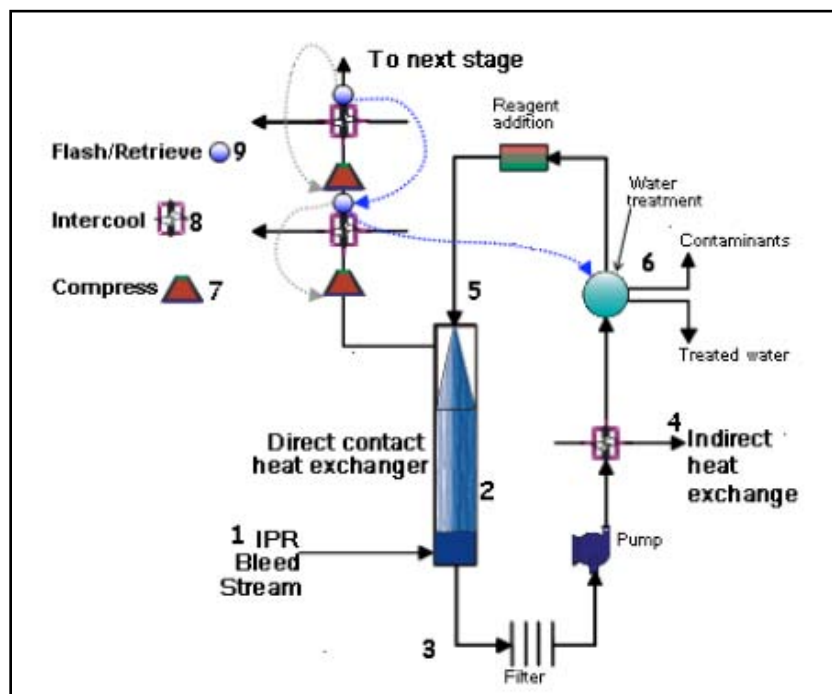 To next stage
Reagent
addition
Flash/Retrieve 9
Water
treatment
Intercool 8
6
Contaminants
Compress 7
5
Treated water
Direct contact
heat exchanger
4
Indirect
heat
exchange
2
1 IPR
Bleed
Stream
Pump
3
Filter